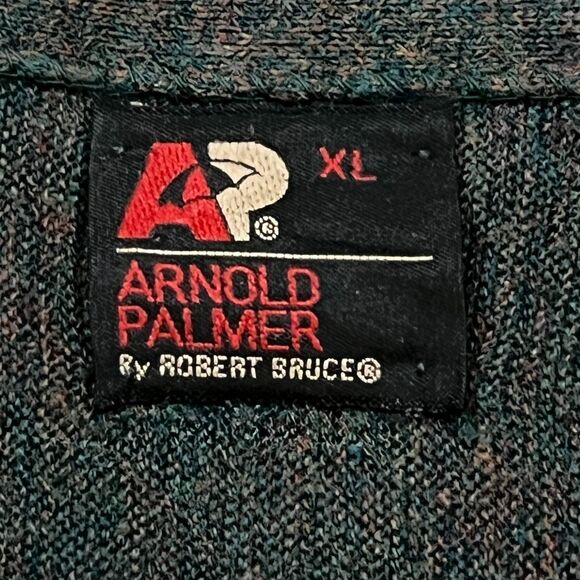 AP® XL
ARNOLD
PALMER
By ROBERT BRUCE®